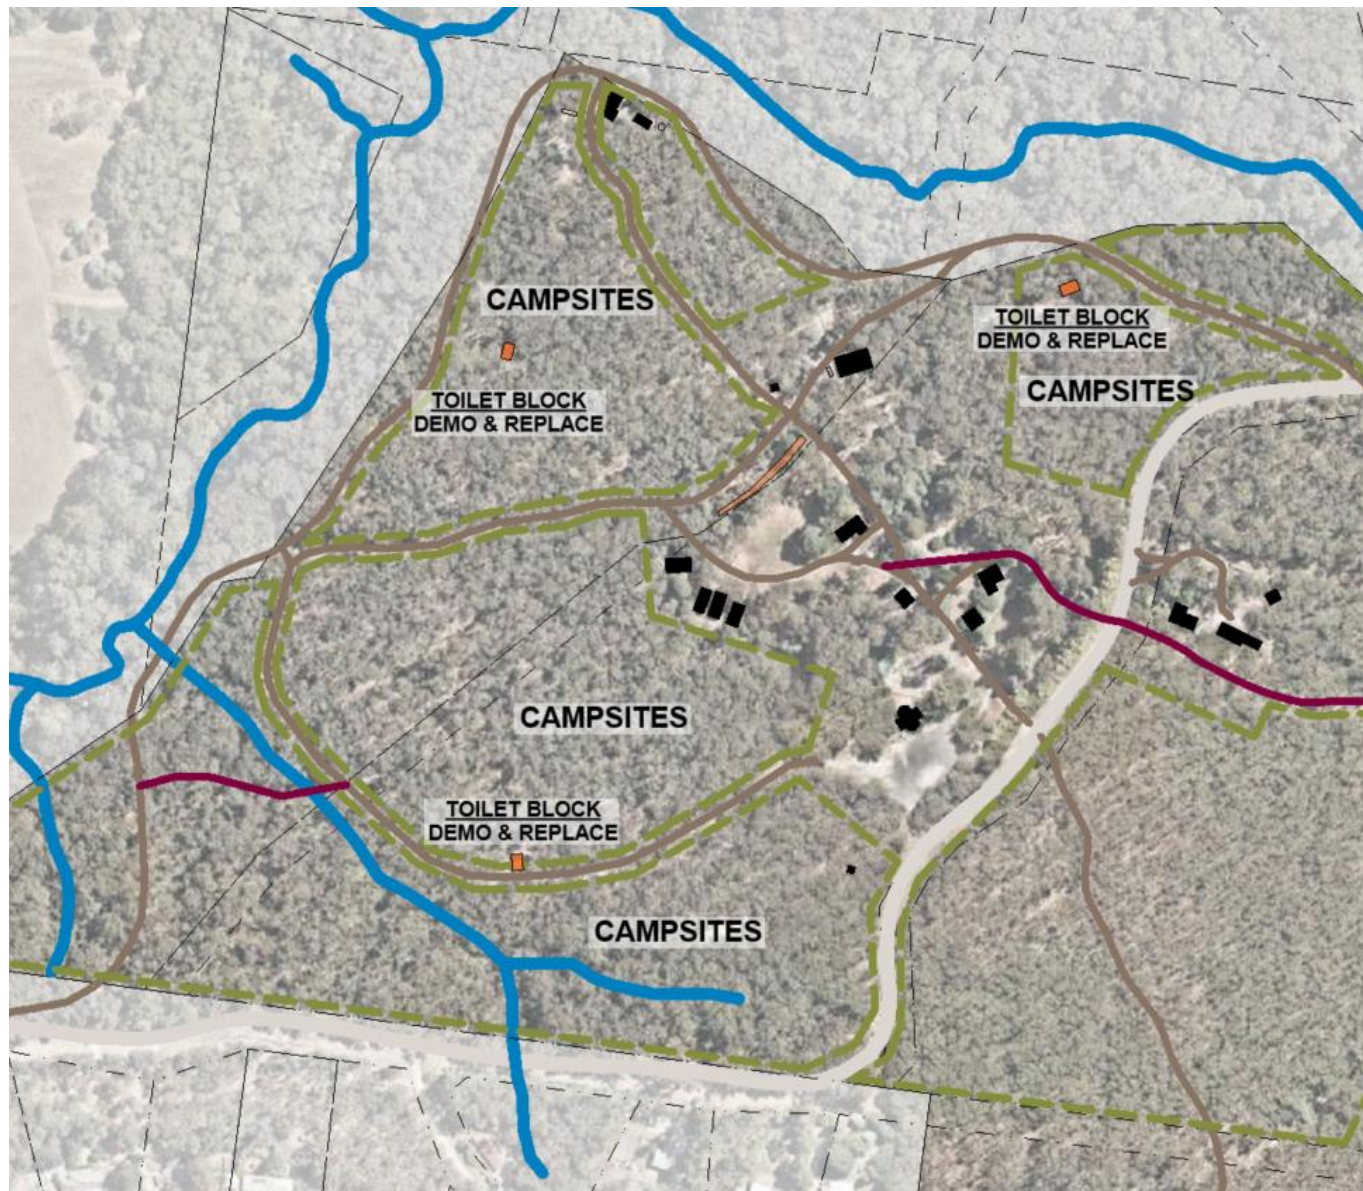 CAMPSITES
TOILET BLOCK
DEMO & REPLACE
TOILET BLOCK
DEMO & REPLACE
CAMPSITES
CAMPSITES
TOILET BLOCK
DEMO & REPLACE
CAMPSITES